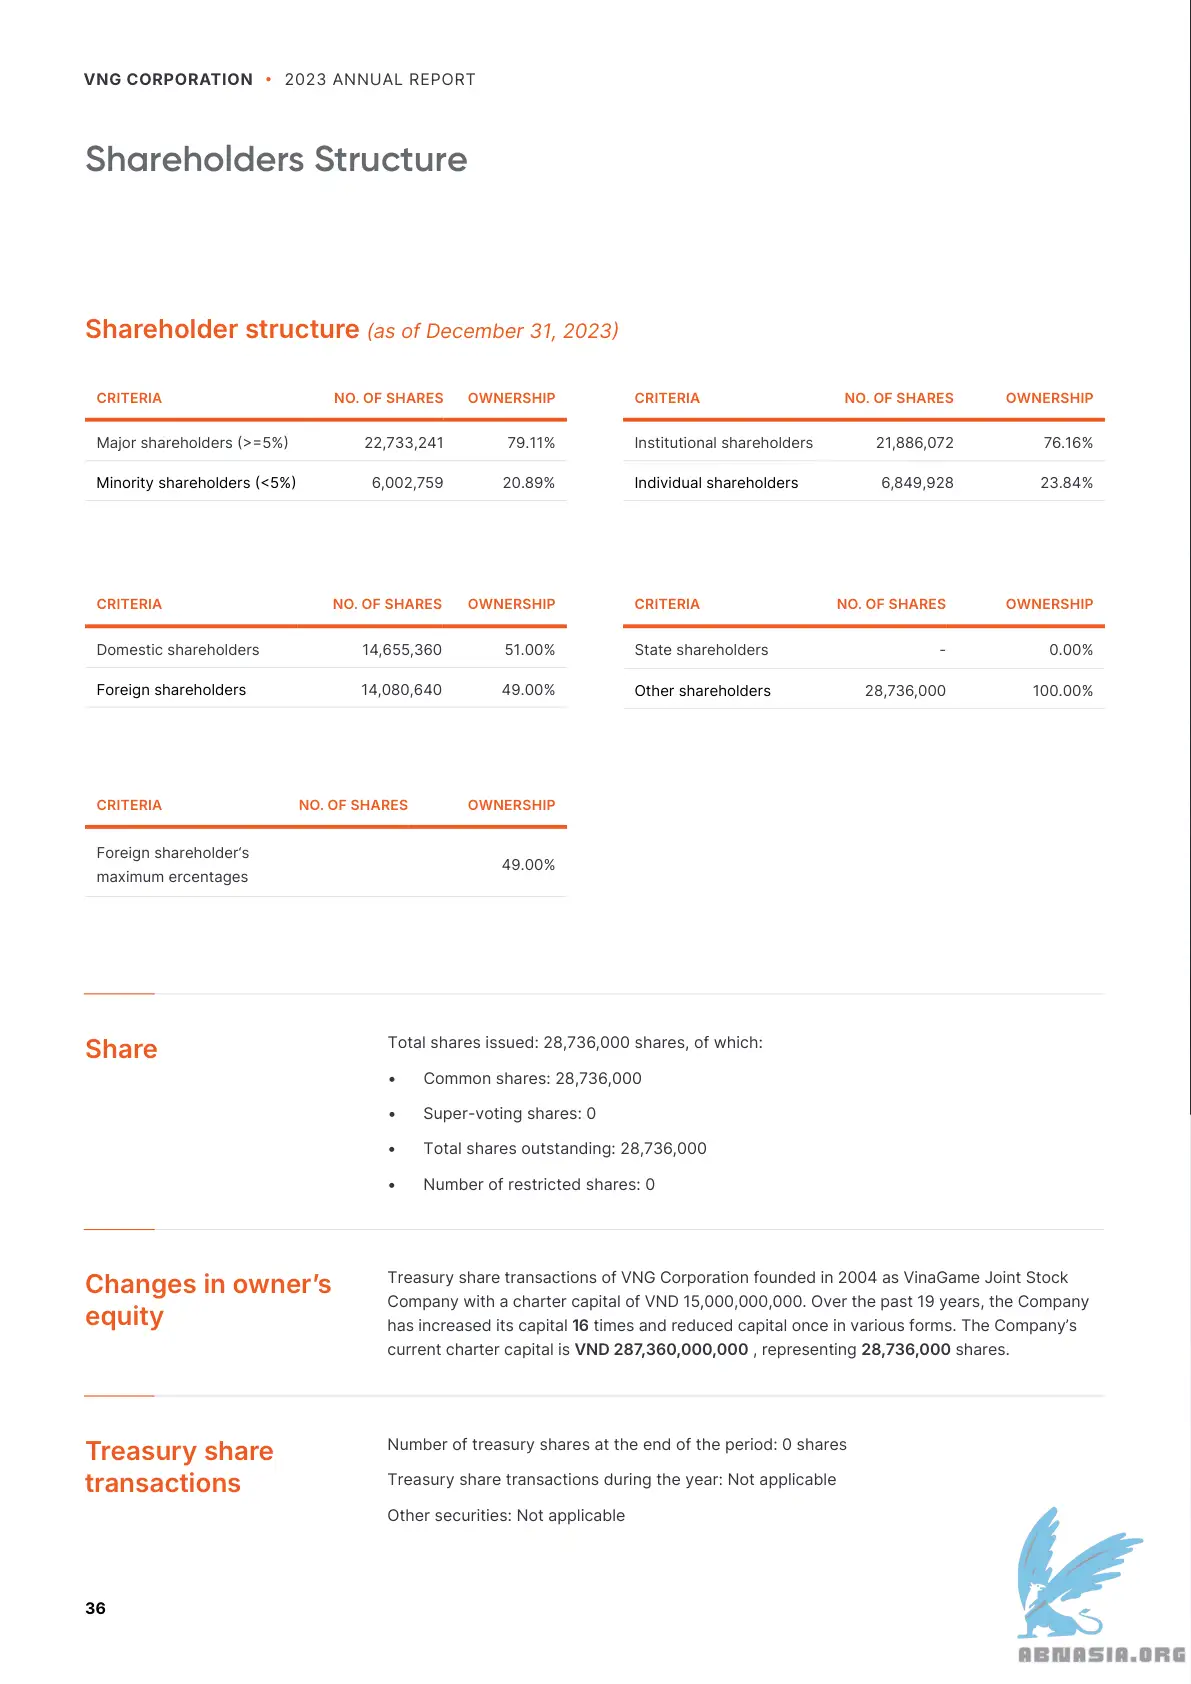 VNG CORPORATION • 2023 ANNUAL REPORT
Shareholders Structure
Shareholder structure (as of December 31, 2023)
CRITERIA NO. OF SHARES OWNERSHIP
Major shareholders (>=5%) 22,733,241 79.11%
Minority shareholders (<5%) 6,002,759 20.89%
CRITERIA NO. OF SHARES OWNERSHIP
Institutional shareholders 21,886,072 76.16%
Individual shareholders 6,849,928 23.84%
CRITERIA NO. OF SHARES OWNERSHIP
Domestic shareholders 14,655,360 51.00%
Foreign shareholders 14,080,640 49.00%
CRITERIA NO. OF SHARES OWNERSHIP
State shareholders - 0.00%
Other shareholders 28,736,000 100.00%
CRITERIA NO. OF SHARES OWNERSHIP
Foreign shareholder's
maximum ercentages 49.00%
Share
Total shares issued: 28,736,000 shares, of which:
• Common shares: 28,736,000
• Super-voting shares: 0
• Total shares outstanding: 28,736,000
• Number of restricted shares: 0
Changes in owner's
equity
Treasury share transactions of VNG Corporation founded in 2004 as VinaGame Joint Stock
Company with a charter capital of VND 15,000,000,000. Over the past 19 years, the Company
has increased its capital 16 times and reduced capital once in various forms. The Company's
current charter capital is VND 287,360,000,000 , representing 28,736,000 shares.
Treasury share
transactions
Number of treasury shares at the end of the period: 0 shares
Treasury share transactions during the year: Not applicable
Other securities: Not applicable
36
ABNASIA.ORG